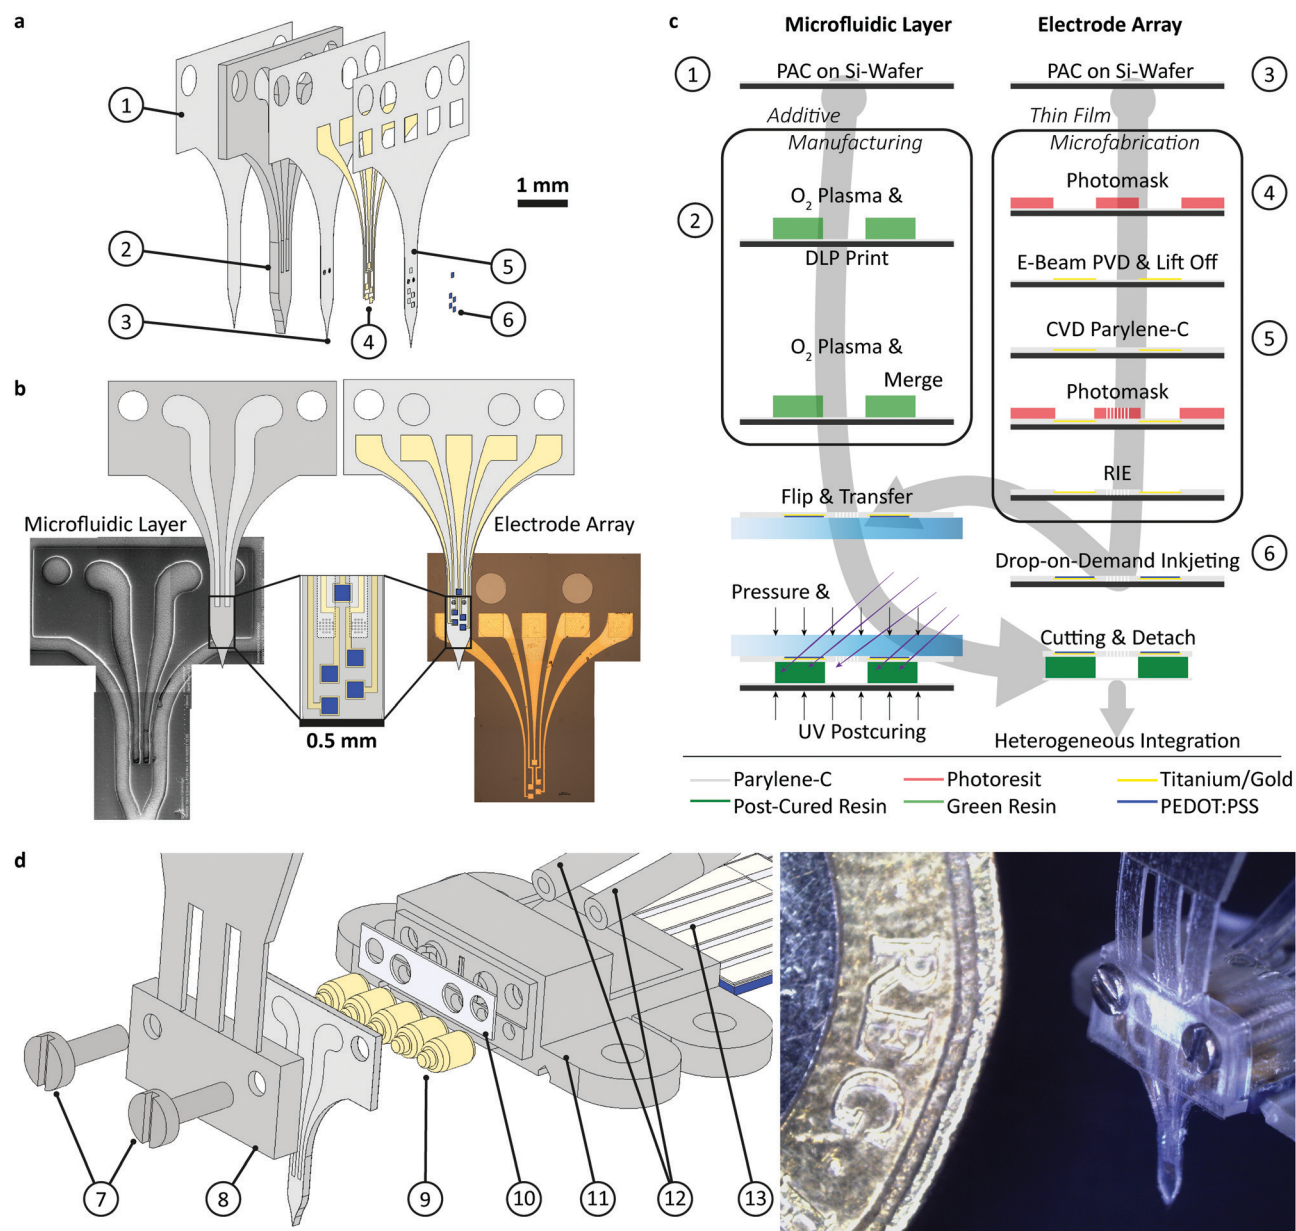 a
1
2
3
4
5
6
1 mm
b
Microfluidic Layer
Electrode Array
0.5 mm
c
Microfluidic Layer
Electrode Array
1
PAC on Si-Wafer
PAC on Si-Wafer
3
Additive
Manufacturing
Thin Film
Microfabrication
2
O2 Plasma &
DLP Print
O2 Plasma &
Merge
Photomask
4
E-Beam PVD & Lift Off
CVD Parylene-C
5
Photomask
RIE
Flip & Transfer
6
Drop-on-Demand Inkjeting
Pressure &
UV Postcuring
Cutting & Detach
Heterogeneous Integration
Parylene-C
Photoresit
Titanium/Gold
Post-Cured Resin
Green Resin
PEDOT:PSS
d
7
8
9
10
11
12
13